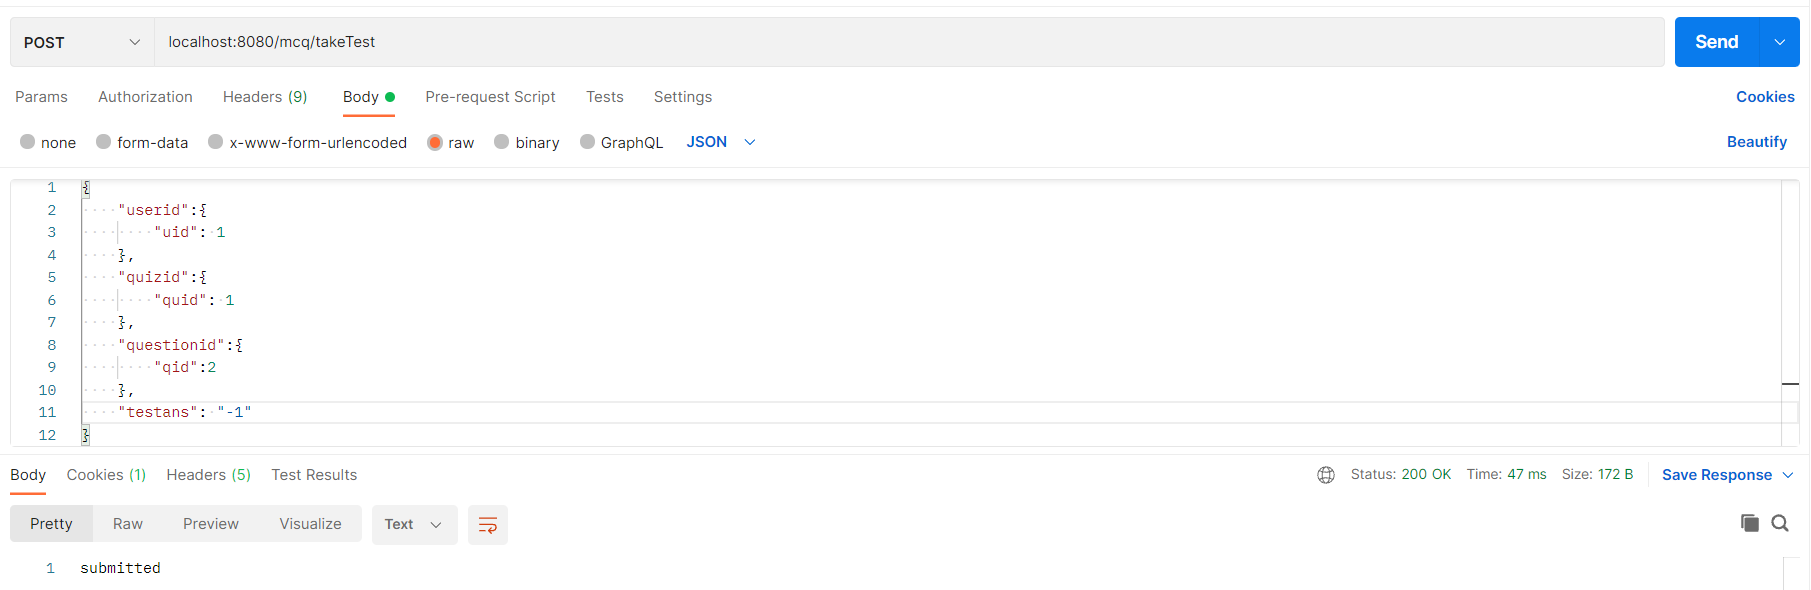 POST localhost:8080/mcq/takeTest Send
Params Authorization Headers (9) Body Pre-request Script Tests Settings Cookies
none form-data x-www-form-urlencoded raw binary GraphQL JSON Beautify
1 {
2 "userid":{
3 "uid": 1
4 },
5 "quizid":{
6 "quid": 1
7 },
8 "questionid":{
9 "qid":2
10 },
11 "testans": "-1"
12 }
Body Cookies (1) Headers (5) Test Results Status: 200 OK Time: 47 ms Size: 172 B Save Response
Pretty Raw Preview Visualize Text
1 submitted